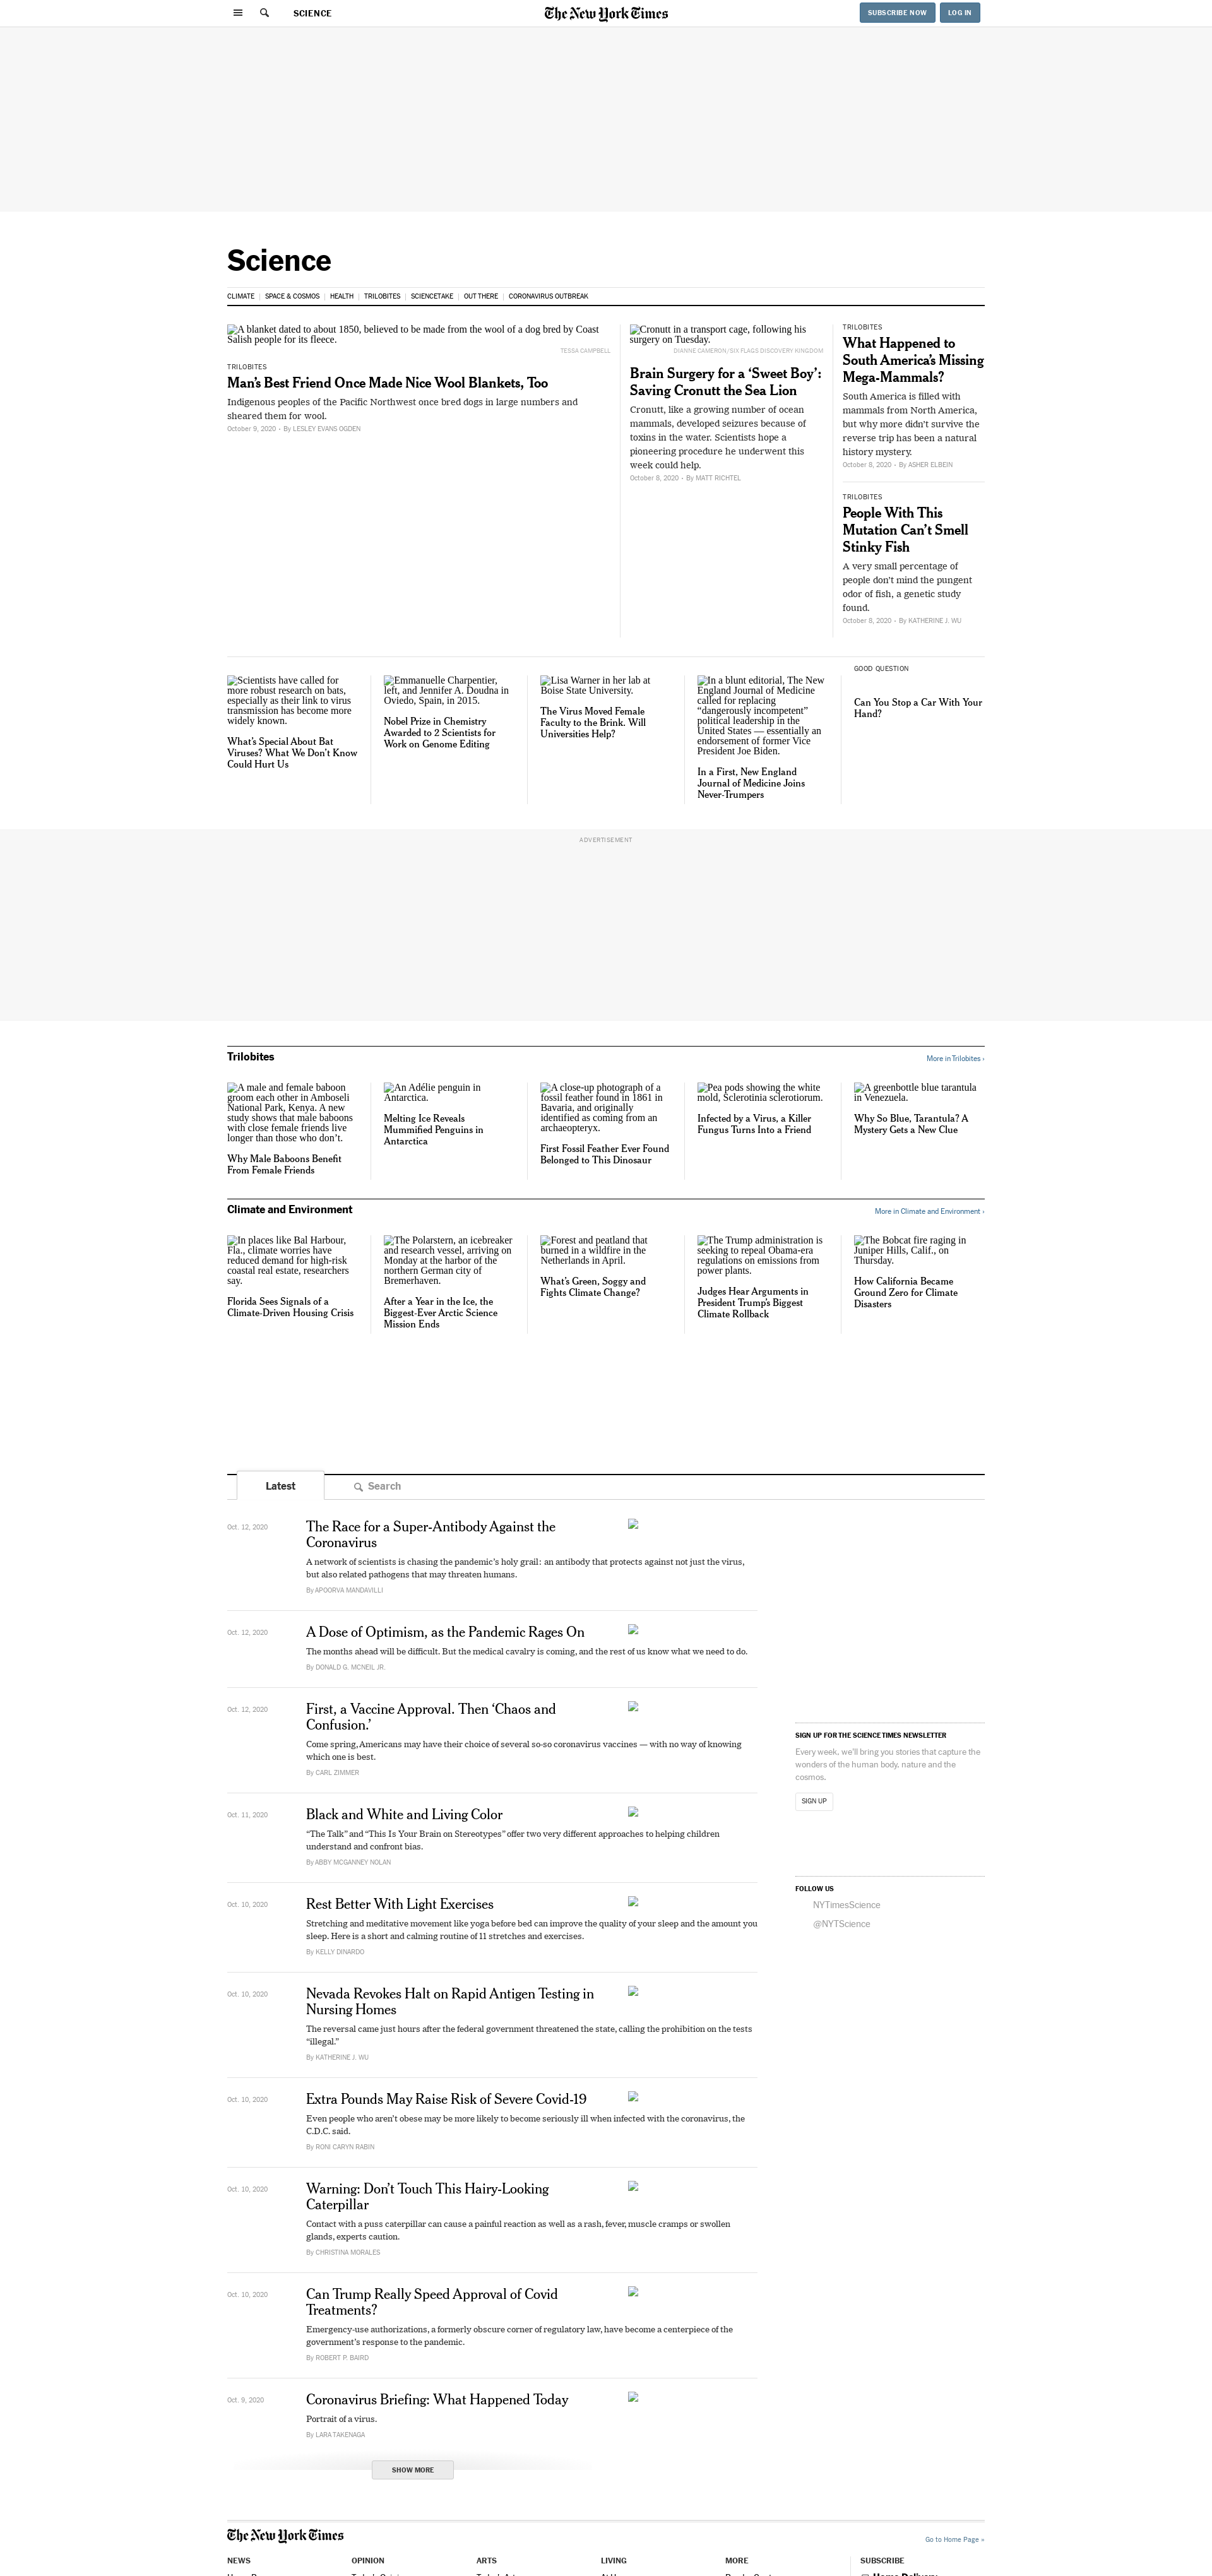 SCIENCE
The New York Times
SUBSCRIBE NOW
LOG IN
Science
CLIMATE
SPACE & COSMOS
HEALTH
TRILOBITES
SCIENCETAKE
OUT THERE
CORONAVIRUS OUTBREAK
A blanket dated to about 1850, believed to be made from the wool of a dog bred by Coast
Salish people for its fleece.
TESSA CAMPBELL
TRILOBITES
Man's Best Friend Once Made Nice Wool Blankets, Too
Indigenous peoples of the Pacific Northwest once bred dogs in large numbers and
sheared them for wool.
October 9, 2020 - By LESLEY EVANS OGDEN
Cronutt in a transport cage, following his
surgery on Tuesday.
DIANNE CAMERON/SIX FLAGS DISCOVERY KINGDOM
Brain Surgery for a ‘Sweet Boy’:
Saving Cronutt the Sea Lion
Cronutt, like a growing number of ocean
mammals, developed seizures because of
toxins in the water. Scientists hope a
pioneering procedure he underwent this
week could help.
October 8, 2020 - By MATT RICHTEL
TRILOBITES
What Happened to
South America’s Missing
Mega-Mammals?
South America is filled with
mammals from North America,
but why more didn’t survive the
reverse trip has been a natural
history mystery.
October 8, 2020 - By ASHER ELBEIN
TRILOBITES
People With This
Mutation Can’t Smell
Stinky Fish
A very small percentage of
people don’t mind the pungent
odor of fish, a genetic study
found.
October 8, 2020 - By KATHERINE J. WU
Scientists have called for
more robust research on bats,
especially as their link to virus
transmission has become more
widely known.
What’s Special About Bat
Viruses? What We Don’t Know
Could Hurt Us
Emmanuelle Charpentier,
left, and Jennifer A. Doudna in
Oviedo, Spain, in 2015.
Nobel Prize in Chemistry
Awarded to 2 Scientists for
Work on Genome Editing
Lisa Warner in her lab at
Boise State University.
The Virus Moved Female
Faculty to the Brink. Will
Universities Help?
In a blunt editorial, The New
England Journal of Medicine
called for replacing
“dangerously incompetent”
political leadership in the
United States — essentially an
endorsement of former Vice
President Joe Biden.
In a First, New England
Journal of Medicine Joins
Never-Trumpers
GOOD QUESTION
Can You Stop a Car With Your
Hand?
ADVERTISEMENT
Trilobites
More in Trilobites ›
A male and female baboon
groom each other in Amboseli
National Park, Kenya. A new
study shows that male baboons
with close female friends live
longer than those who don’t.
Why Male Baboons Benefit
From Female Friends
An Adélie penguin in
Antarctica.
Melting Ice Reveals
Mummified Penguins in
Antarctica
A close-up photograph of a
fossil feather found in 1861 in
Bavaria, and originally
identified as coming from an
archaeopteryx.
First Fossil Feather Ever Found
Belonged to This Dinosaur
Pea pods showing the white
mold, Sclerotinia sclerotiorum.
Infected by a Virus, a Killer
Fungus Turns Into a Friend
A greenbottle blue tarantula
in Venezuela.
Why So Blue, Tarantula? A
Mystery Gets a New Clue
Climate and Environment
More in Climate and Environment ›
In places like Bal Harbour,
Fla., climate worries have
reduced demand for high-risk
coastal real estate, researchers
say.
Florida Sees Signals of a
Climate-Driven Housing Crisis
The Polarstern, an icebreaker
and research vessel, arriving on
Monday at the harbor of the
northern German city of
Bremerhaven.
After a Year in the Ice, the
Biggest-Ever Arctic Science
Mission Ends
Forest and peatland that
burned in a wildfire in the
Netherlands in April.
What’s Green, Soggy and
Fights Climate Change?
The Trump administration is
seeking to repeal Obama-era
regulations on emissions from
power plants.
Judges Hear Arguments in
President Trump’s Biggest
Climate Rollback
The Bobcat fire raging in
Juniper Hills, Calif., on
Thursday.
How California Became
Ground Zero for Climate
Disasters
Latest
Search
Oct. 12, 2020
The Race for a Super-Antibody Against the
Coronavirus
A network of scientists is chasing the pandemic’s holy grail: an antibody that protects against not just the virus,
but also related pathogens that may threaten humans.
By APOORVA MANDAVILLI
Oct. 12, 2020
A Dose of Optimism, as the Pandemic Rages On
The months ahead will be difficult. But the medical cavalry is coming, and the rest of us know what we need to do.
By DONALD G. MCNEIL JR.
Oct. 12, 2020
First, a Vaccine Approval. Then ‘Chaos and
Confusion.’
Come spring, Americans may have their choice of several so-so coronavirus vaccines — with no way of knowing
which one is best.
By CARL ZIMMER
Oct. 11, 2020
Black and White and Living Color
“The Talk” and “This Is Your Brain on Stereotypes” offer two very different approaches to helping children
understand and confront bias.
By ABBY MCGANNEY NOLAN
Oct. 10, 2020
Rest Better With Light Exercises
Stretching and meditative movement like yoga before bed can improve the quality of your sleep and the amount you
sleep. Here is a short and calming routine of 11 stretches and exercises.
By KELLY DINARDO
Oct. 10, 2020
Nevada Revokes Halt on Rapid Antigen Testing in
Nursing Homes
The reversal came just hours after the federal government threatened the state, calling the prohibition on the tests
“illegal.”
By KATHERINE J. WU
Oct. 10, 2020
Extra Pounds May Raise Risk of Severe Covid-19
Even people who aren’t obese may be more likely to become seriously ill when infected with the coronavirus, the
C.D.C. said.
By RONI CARYN RABIN
Oct. 10, 2020
Warning: Don’t Touch This Hairy-Looking
Caterpillar
Contact with a puss caterpillar can cause a painful reaction as well as a rash, fever, muscle cramps or swollen
glands, experts caution.
By CHRISTINA MORALES
Oct. 10, 2020
Can Trump Really Speed Approval of Covid
Treatments?
Emergency-use authorizations, a formerly obscure corner of regulatory law, have become a centerpiece of the
government’s response to the pandemic.
By ROBERT P. BAIRD
Oct. 9, 2020
Coronavirus Briefing: What Happened Today
Portrait of a virus.
By LARA TAKENAGA
SHOW MORE
SIGN UP FOR THE SCIENCE TIMES NEWSLETTER
Every week, we’ll bring you stories that capture the
wonders of the human body, nature and the
cosmos.
SIGN UP
FOLLOW US
NYTimesScience
@NYTScience
The New York Times
Go to Home Page »
NEWS
OPINION
ARTS
LIVING
MORE
SUBSCRIBE